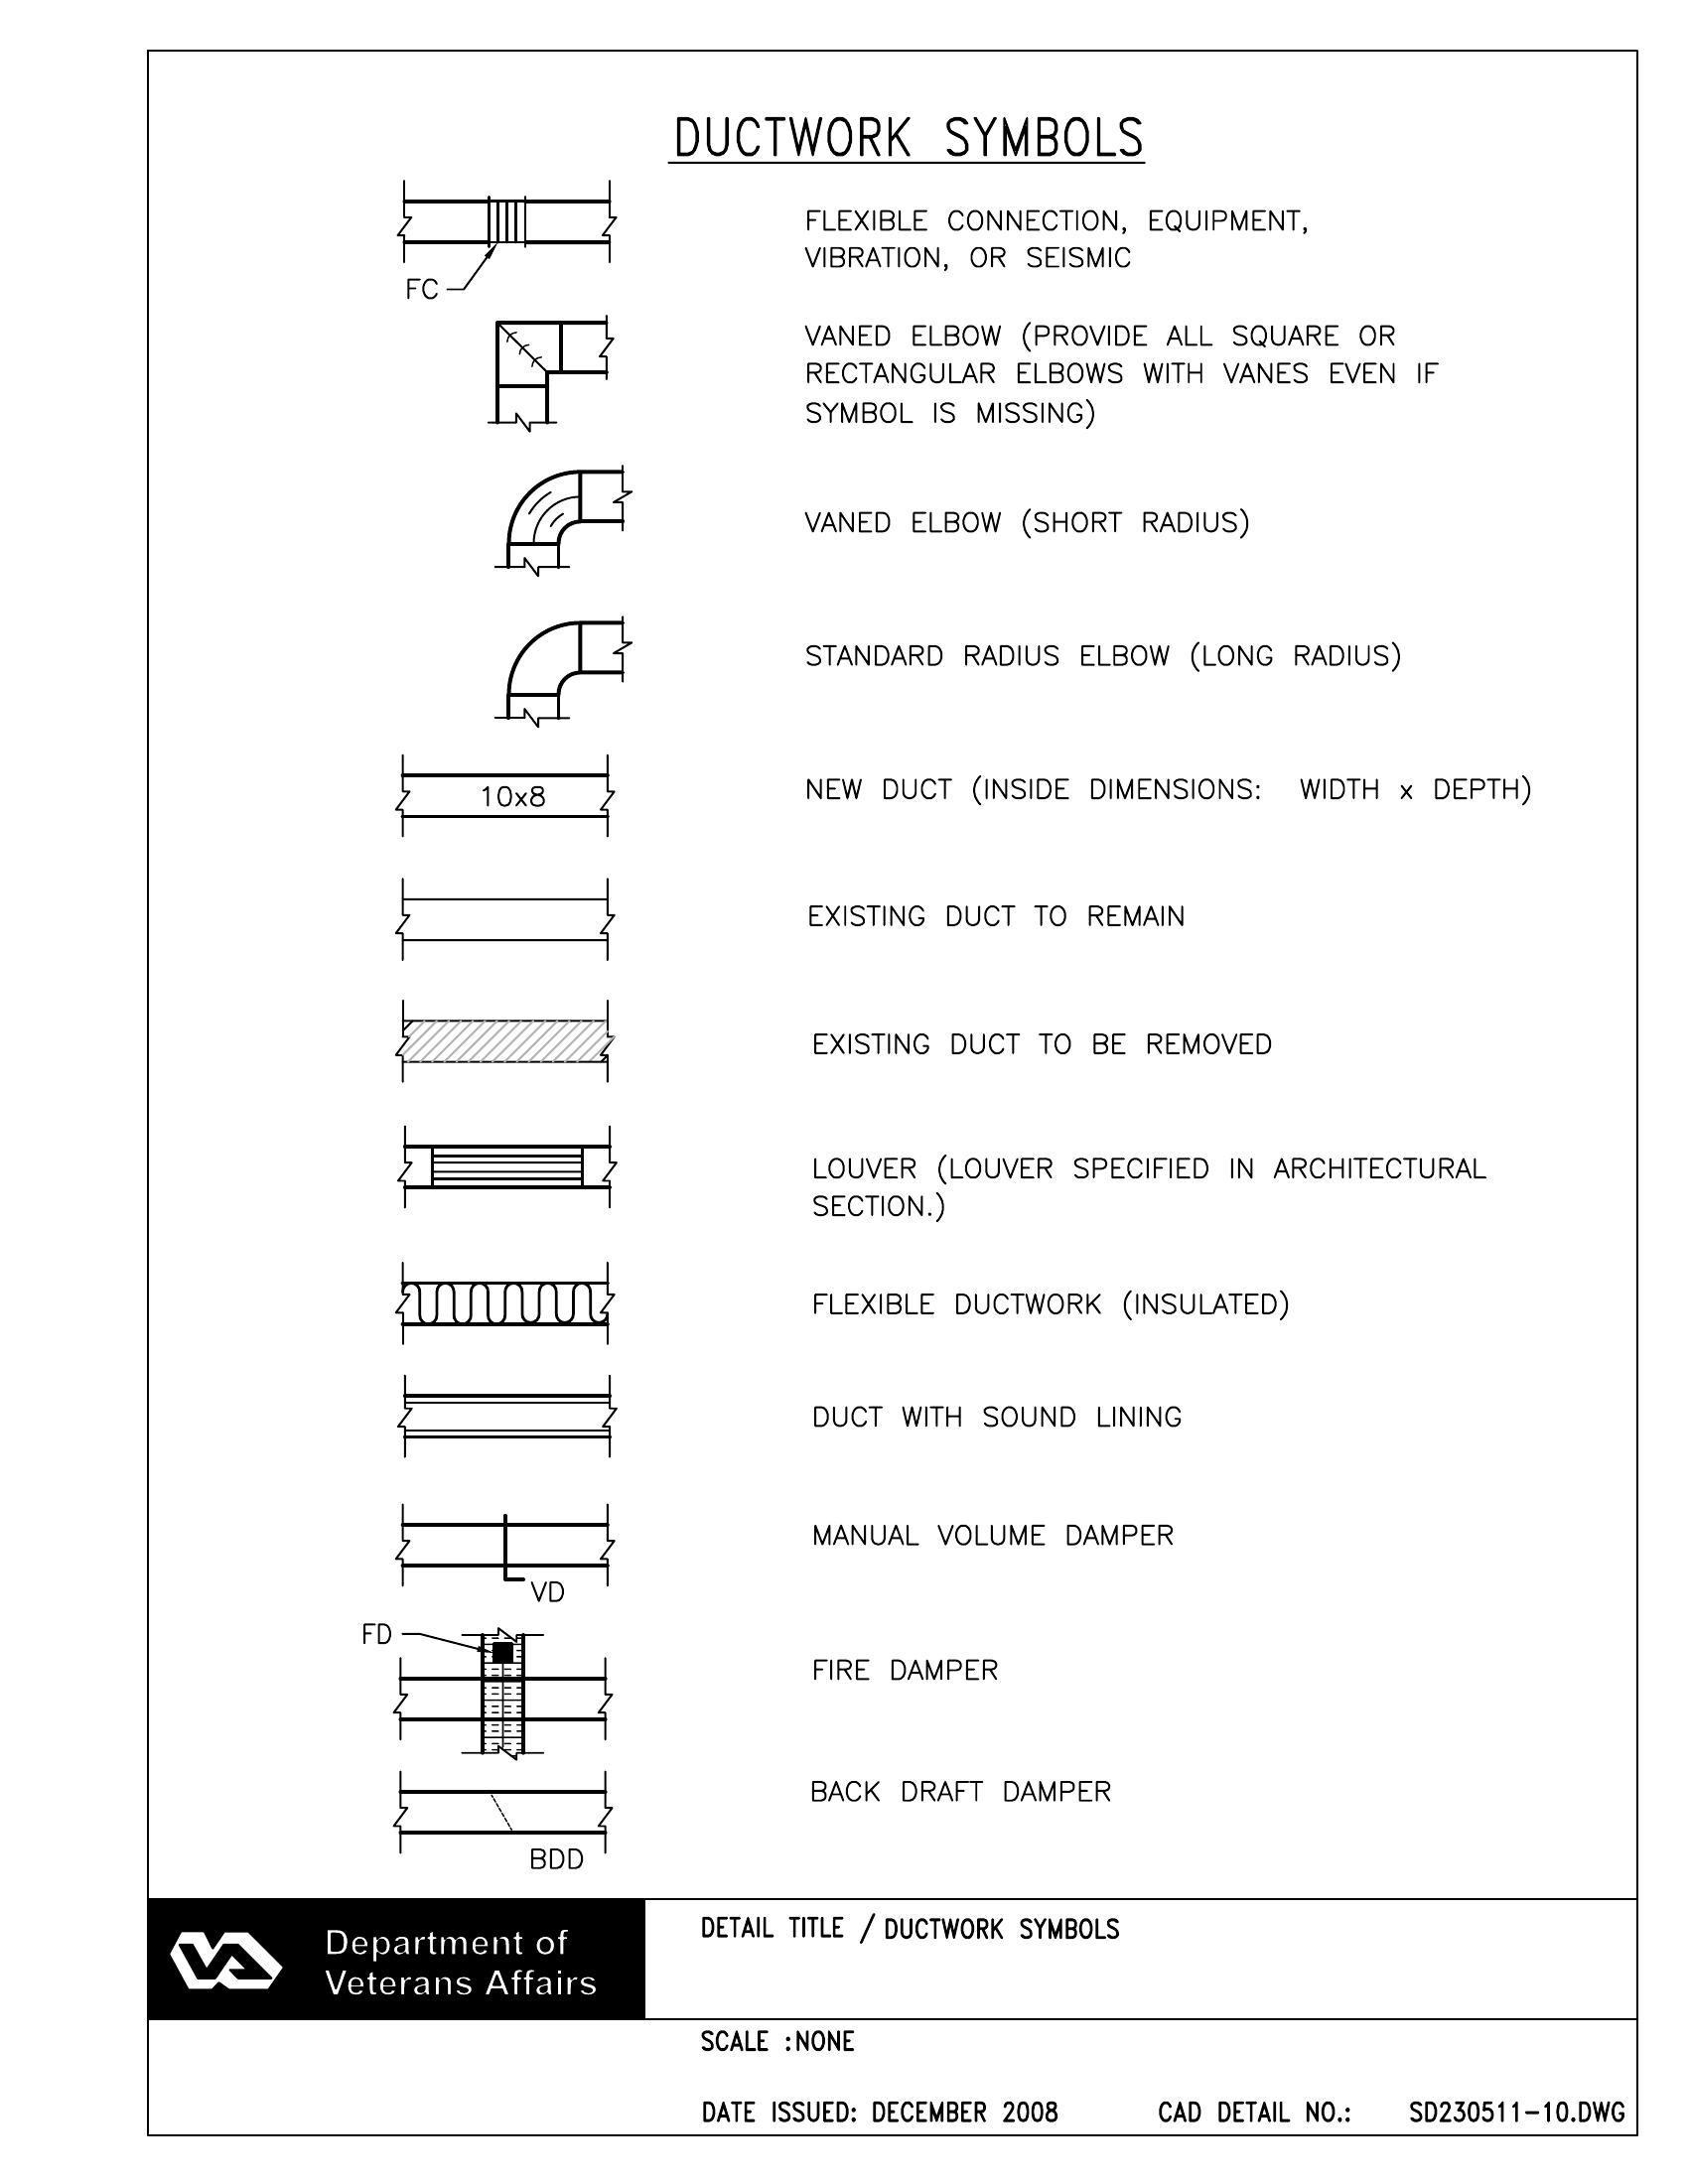 DUCTWORK SYMBOLS
FLEXIBLE CONNECTION, EQUIPMENT,
VIBRATION, OR SEISMIC
FC
VANED ELBOW (PROVIDE ALL SQUARE OR
RECTANGULAR ELBOWS WITH VANES EVEN IF
SYMBOL IS MISSING)
VANED ELBOW (SHORT RADIUS)
STANDARD RADIUS ELBOW (LONG RADIUS)
10x8
NEW DUCT (INSIDE DIMENSIONS: WIDTH x DEPTH)
EXISTING DUCT TO REMAIN
EXISTING DUCT TO BE REMOVED
LOUVER (LOUVER SPECIFIED IN ARCHITECTURAL
SECTION.)
FLEXIBLE DUCTWORK (INSULATED)
DUCT WITH SOUND LINING
MANUAL VOLUME DAMPER
VD
FD
FIRE DAMPER
BACK DRAFT DAMPER
BDD
Department of
Veterans Affairs
DETAIL TITLE / DUCTWORK SYMBOLS
SCALE :NONE
DATE ISSUED: DECEMBER 2008
CAD DETAIL NO.: SD230511-10.DWG